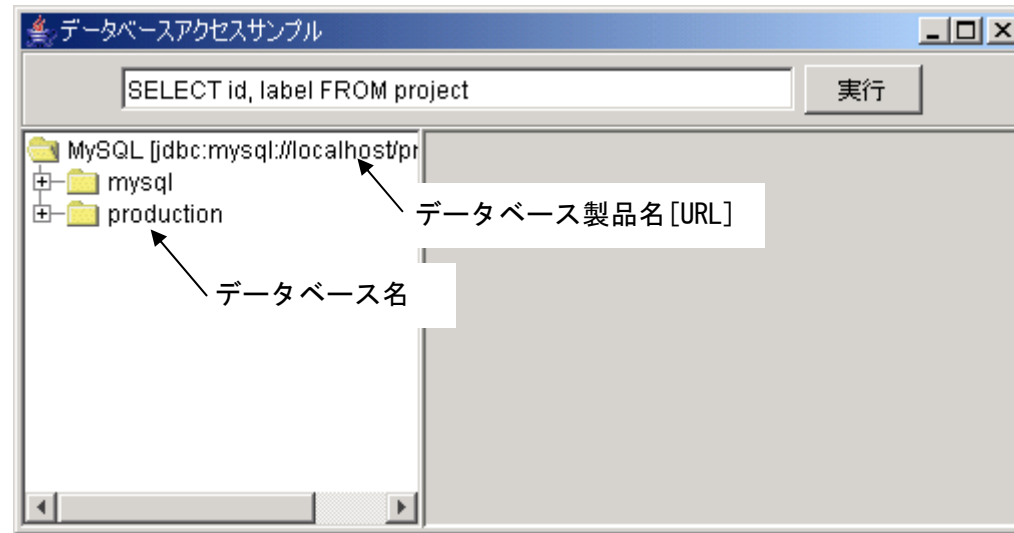 データベースアクセスサンプル
SELECT id, label FROM project
実行
MySQL [jdbc:mysql://localhost/pr
mysql
production
データベース製品名[URL]
データベース名